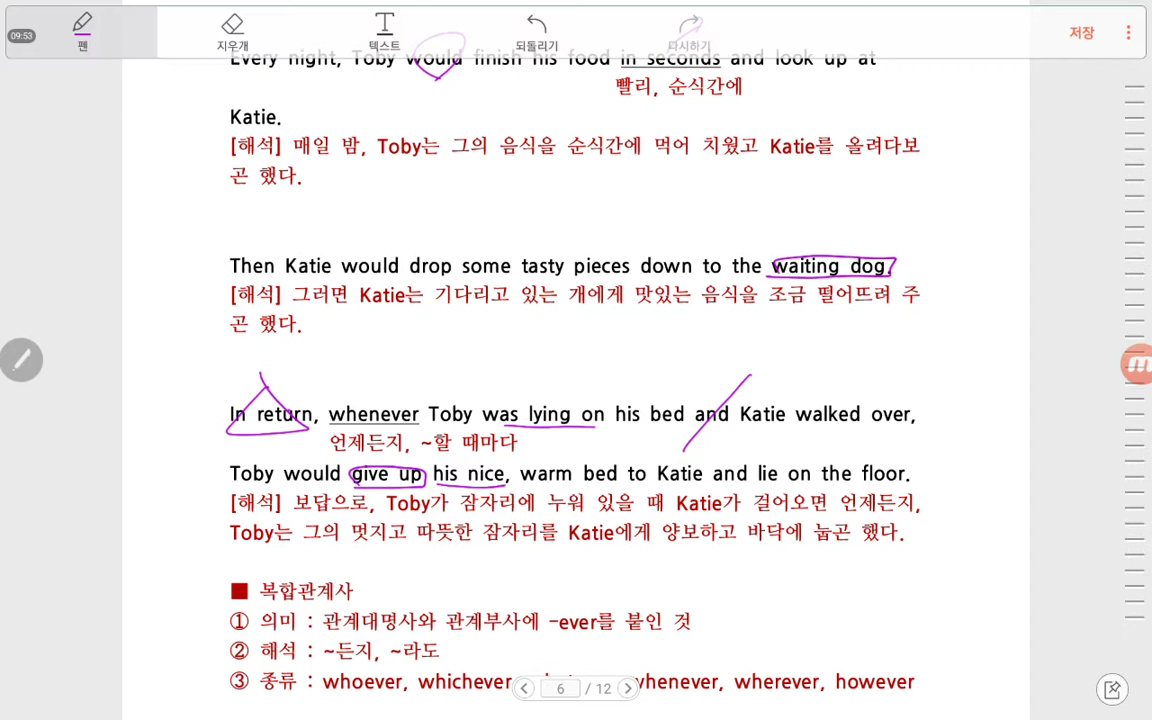 09:53
펜
지우개
텍스트
되돌리기
다시하기
저장
Every night, Toby would finish his food in seconds and look up at
빨리, 순식간에
Katie.
[해석] 매일 밤, Toby는 그의 음식을 순식간에 먹어 치웠고 Katie를 올려다보
곤 했다.
Then Katie would drop some tasty pieces down to the waiting dog.
[해석] 그러면 Katie는 기다리고 있는 개에게 맛있는 음식을 조금 떨어뜨려 주
곤 했다.
In return, whenever Toby was lying on his bed and Katie walked over,
언제든지, ~할 때마다
Toby would give up his nice, warm bed to Katie and lie on the floor.
[해석] 보답으로, Toby가 잠자리에 누워 있을 때 Katie가 걸어오면 언제든지,
Toby는 그의 멋지고 따뜻한 잠자리를 Katie에게 양보하고 바닥에 눕곤 했다.
■ 복합관계사
① 의미 : 관계대명사와 관계부사에 -ever를 붙인 것
② 해석 : ~든지, ~라도
③ 종류 : whoever, whichever whenever, wherever, however
6 / 12